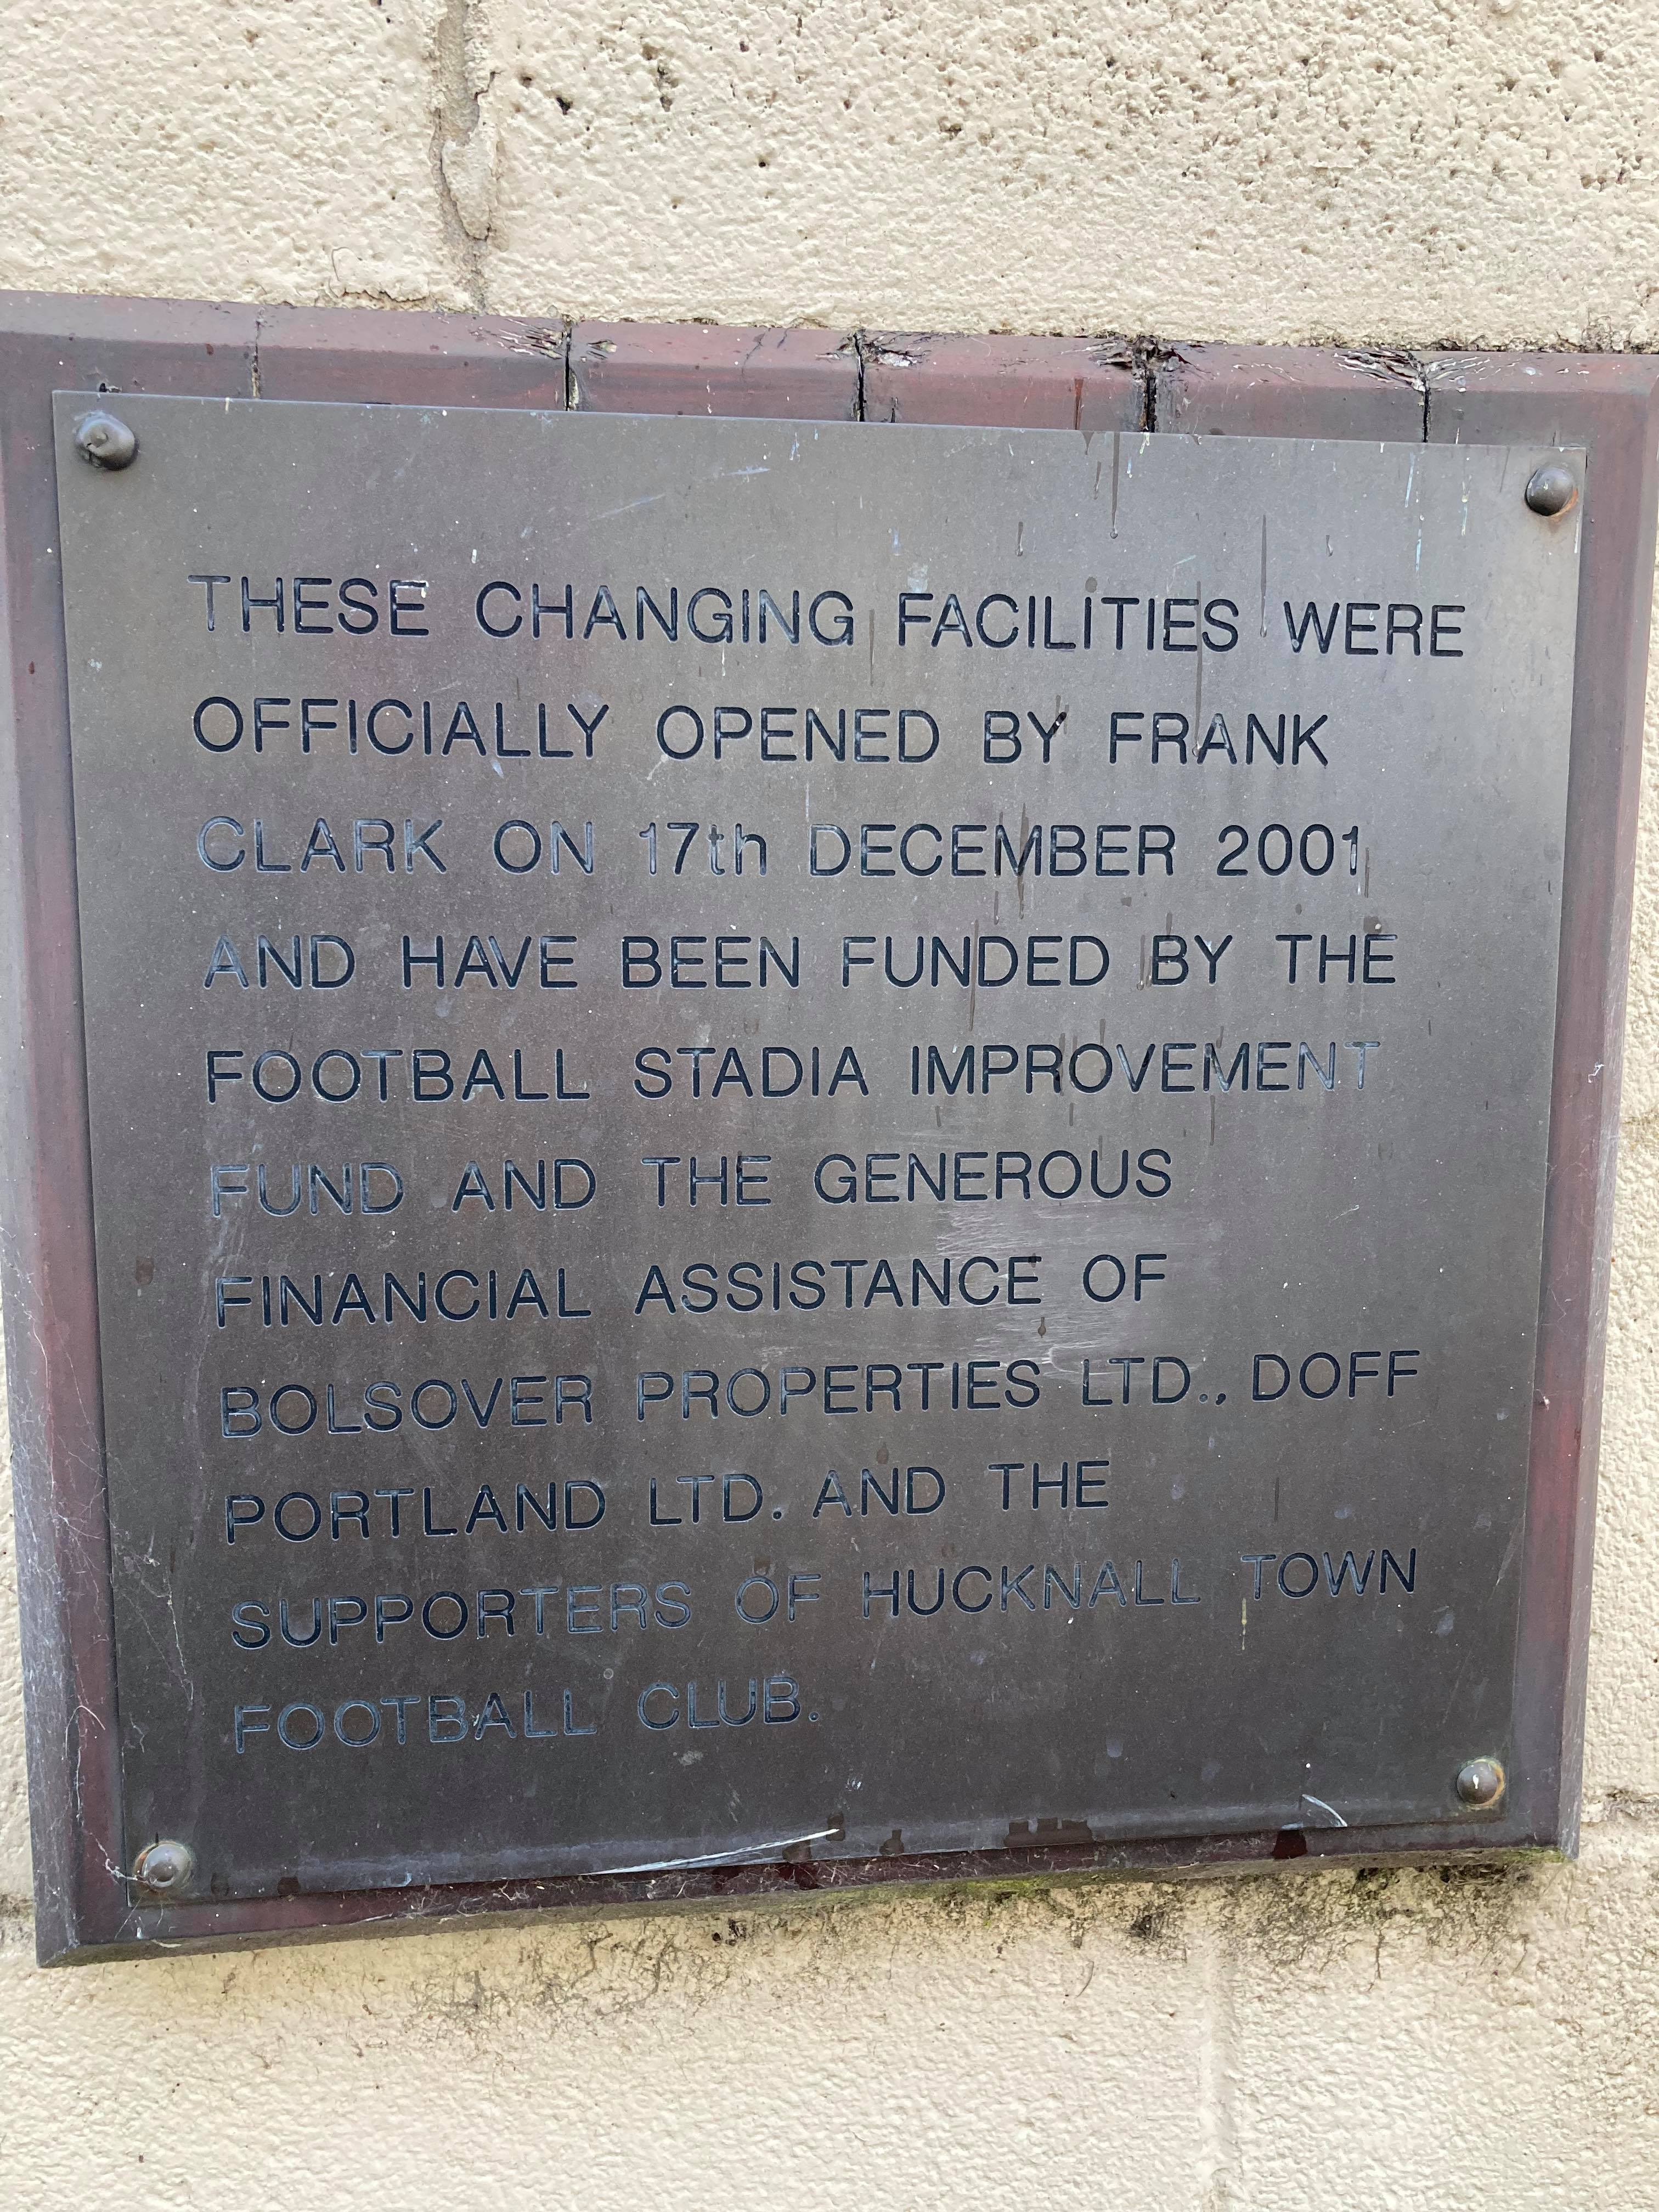 THESE CHANGING FACILITIES WERE
OFFICIALLY OPENED BY FRANK
CLARK ON 17th DECEMBER 2001
AND HAVE BEEN FUNDED BY THE
FOOTBALL STADIA IMPROVEMENT
FUND AND THE GENEROUS
FINANCIAL ASSISTANCE OF
BOLSOVER PROPERTIES LTD., DOFF
PORTLAND LTD. AND THE
SUPPORTERS OF HUCKNALL TOWN
FOOTBALL CLUB.